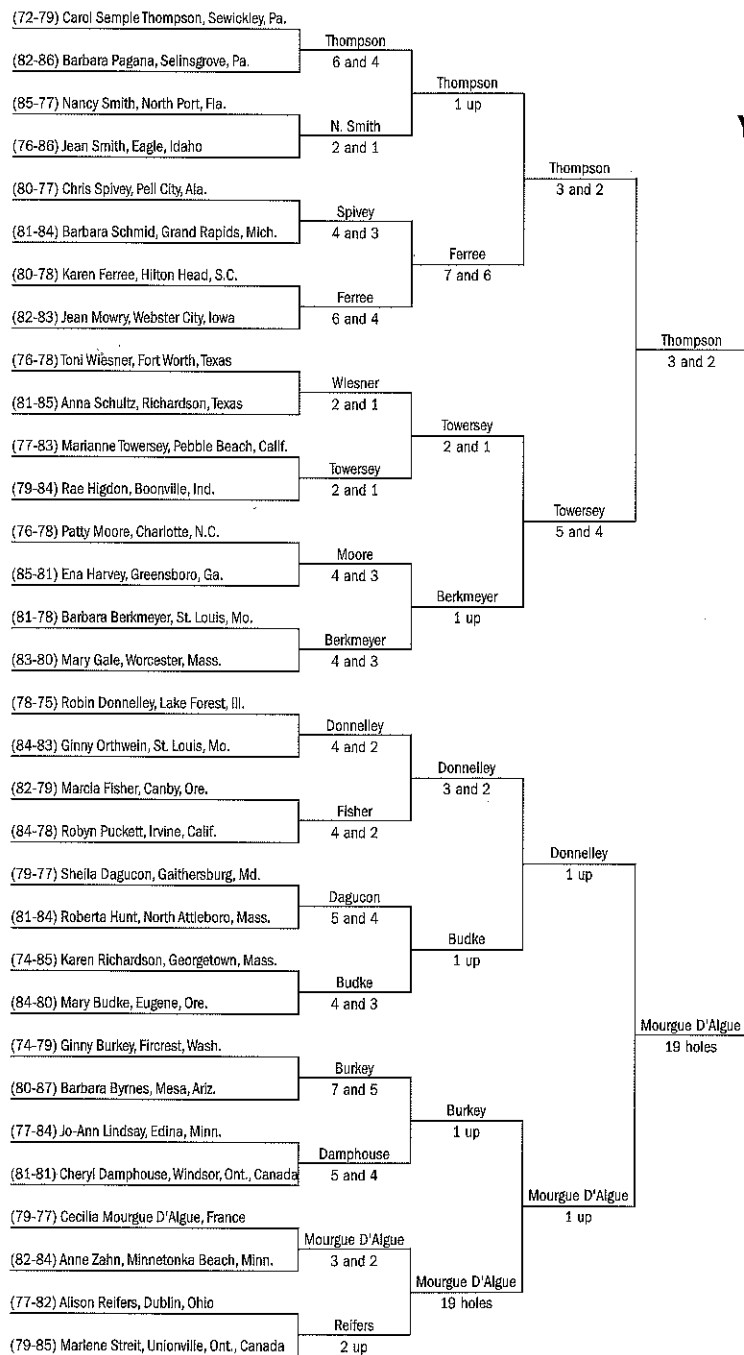 (72-79) Carol Semple Thompson, Sewickley, Pa.
Thompson
6 and 4
(82-86) Barbara Pagana, Selinsgrove, Pa.
Thompson
1 up
(85-77) Nancy Smith, North Port, Fla.
N. Smith
2 and 1
(76-86) Jean Smith, Eagle, Idaho
Thompson
3 and 2
(80-77) Chris Spivey, Pell City, Ala.
Spivey
4 and 3
(81-84) Barbara Schmid, Grand Rapids, Mich.
Ferree
7 and 6
(80-78) Karen Ferree, Hilton Head, S.C.
Ferree
6 and 4
(82-83) Jean Mowry, Webster City, Iowa
Thompson
3 and 2
(76-78) Toni Wiesner, Fort Worth, Texas
Wiesner
2 and 1
(81-85) Anna Schultz, Richardson, Texas
Towersey
2 and 1
(77-83) Marianne Towersey, Pebble Beach, Calif.
Towersey
2 and 1
(79-84) Rae Higdon, Boonville, Ind.
Towersey
5 and 4
(76-78) Patty Moore, Charlotte, N.C.
Moore
4 and 3
(85-81) Ena Harvey, Greensboro, Ga.
Berkmeyer
1 up
(81-78) Barbara Berkmeyer, St. Louis, Mo.
Berkmeyer
4 and 3
(83-80) Mary Gale, Worcester, Mass.
(78-75) Robin Donnelley, Lake Forest, Ill.
Donnelley
4 and 2
(84-83) Ginny Orthwein, St. Louis, Mo.
Donnelley
3 and 2
(82-79) Marcia Fisher, Canby, Ore.
Fisher
4 and 2
(84-78) Robyn Puckett, Irvine, Calif.
Donnelley
1 up
(79-77) Sheila Dagucon, Gaithersburg, Md.
Dagucon
5 and 4
(81-84) Roberta Hunt, North Attleboro, Mass.
Budke
1 up
(74-85) Karen Richardson, Georgetown, Mass.
Budke
4 and 3
(84-80) Mary Budke, Eugene, Ore.
Mourgue D'Algue
19 holes
(74-79) Ginny Burkey, Fircrest, Wash.
Burkey
7 and 5
(80-87) Barbara Byrnes, Mesa, Ariz.
Burkey
1 up
(77-84) Jo-Ann Lindsay, Edina, Minn.
Damphouse
5 and 4
(81-81) Cheryl Damphouse, Windsor, Ont., Canada
Mourgue D'Algue
1 up
(79-77) Cecilia Mourgue D'Algue, France
Mourgue D'Algue
3 and 2
(82-84) Anne Zahn, Minnetonka Beach, Minn.
Mourgue D'Algue
19 holes
(77-82) Alison Reifers, Dublin, Ohio
Reifers
2 up
(79-85) Marlene Streit, Unionville, Ont., Canada